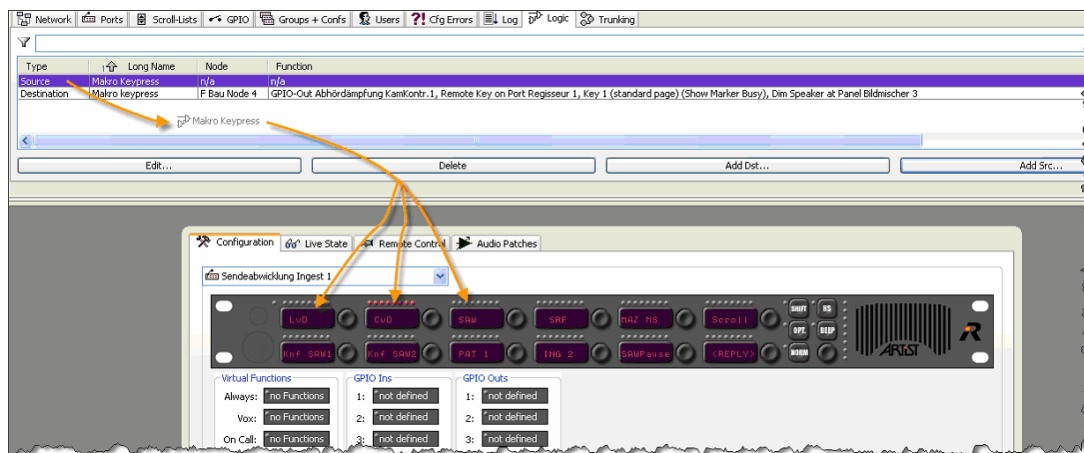 Network Ports Scroll-Lists GPIO Groups + Confs Users Cfg Errors Log Logic Trunking
Type Long Name Node Function
Source Makro Keypress n/a n/a
Destination Makro keypress F Bau Node 4 GPIO-Out Abhördämpfung KamKontr.1, Remote Key on Port Regisseur 1, Key 1 (standard page) (Show Marker Busy), Dim Speaker at Panel Bildmischer 3
Makro Keypress
Edit... Delete Add Dst... Add Src...
Configuration Live State Remote Control Audio Patches
Sendeabwicklung Ingest 1
LvD CvD SAW SRF MAZ MS Scroll SHIFT HS
OPT. BEEP
Knf SAW1 Knf SAW2 PAT 1 ING 2 SAWPause <REPLY> NORM ARTIST R
Virtual Functions GPIO Ins GPIO Outs
Always: no Functions 1: not defined 1: not defined
Vox: no Functions 2: not defined 2: not defined
On Call: no Functions 3: not defined 3: not defined